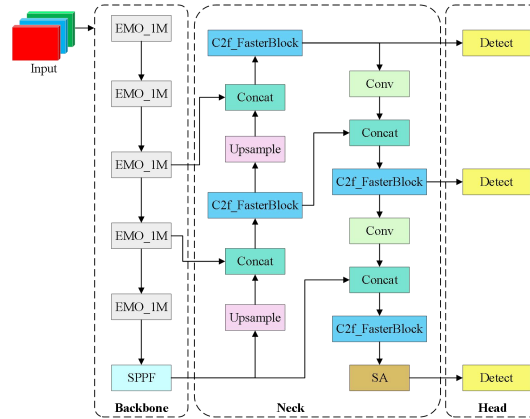 Input
EMO_1M
EMO_1M
EMO_1M
EMO_1M
EMO_1M
SPPF
Backbone
C2f_FasterBlock
Concat
Upsample
C2f_FasterBlock
Concat
Upsample
Conv
Concat
C2f_FasterBlock
Conv
Concat
C2f_FasterBlock
SA
Neck
Detect
Detect
Detect
Head